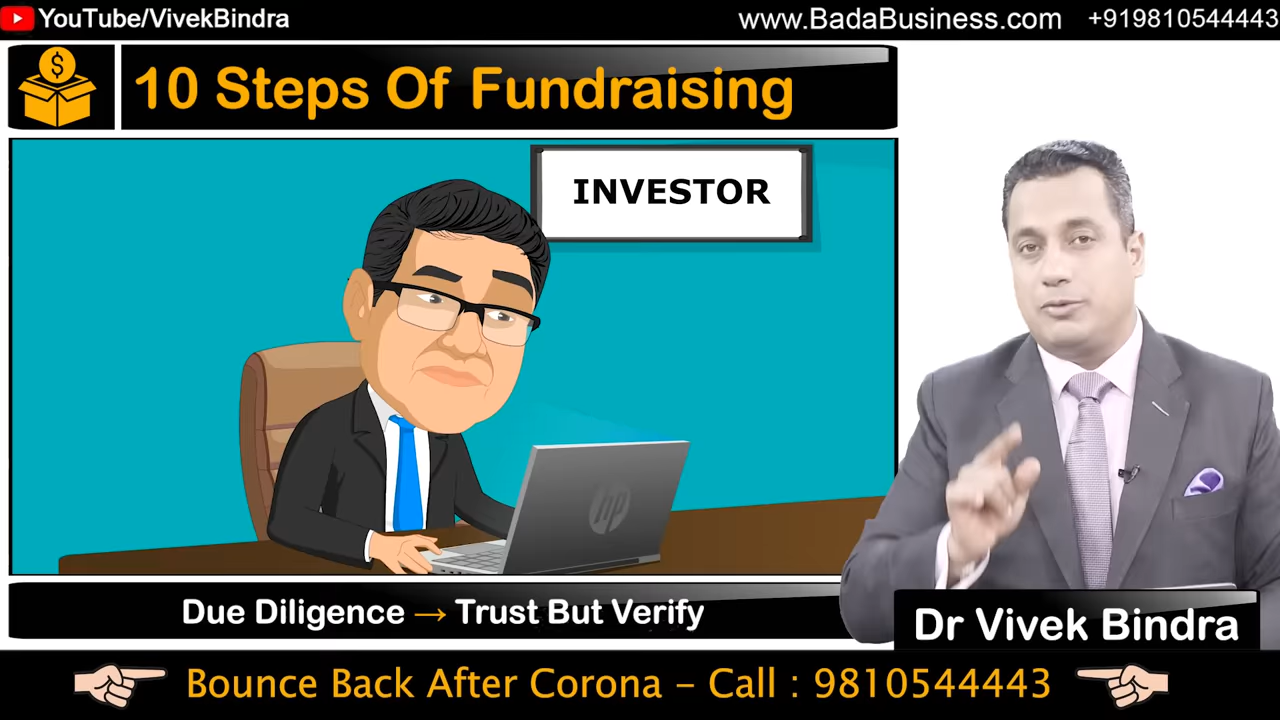 YouTube/VivekBindra
www.BadaBusiness.com
+919810544443
$
10 Steps Of Fundraising
INVESTOR
hp
Due Diligence → Trust But Verify
Dr Vivek Bindra
Bounce Back After Corona – Call : 9810544443